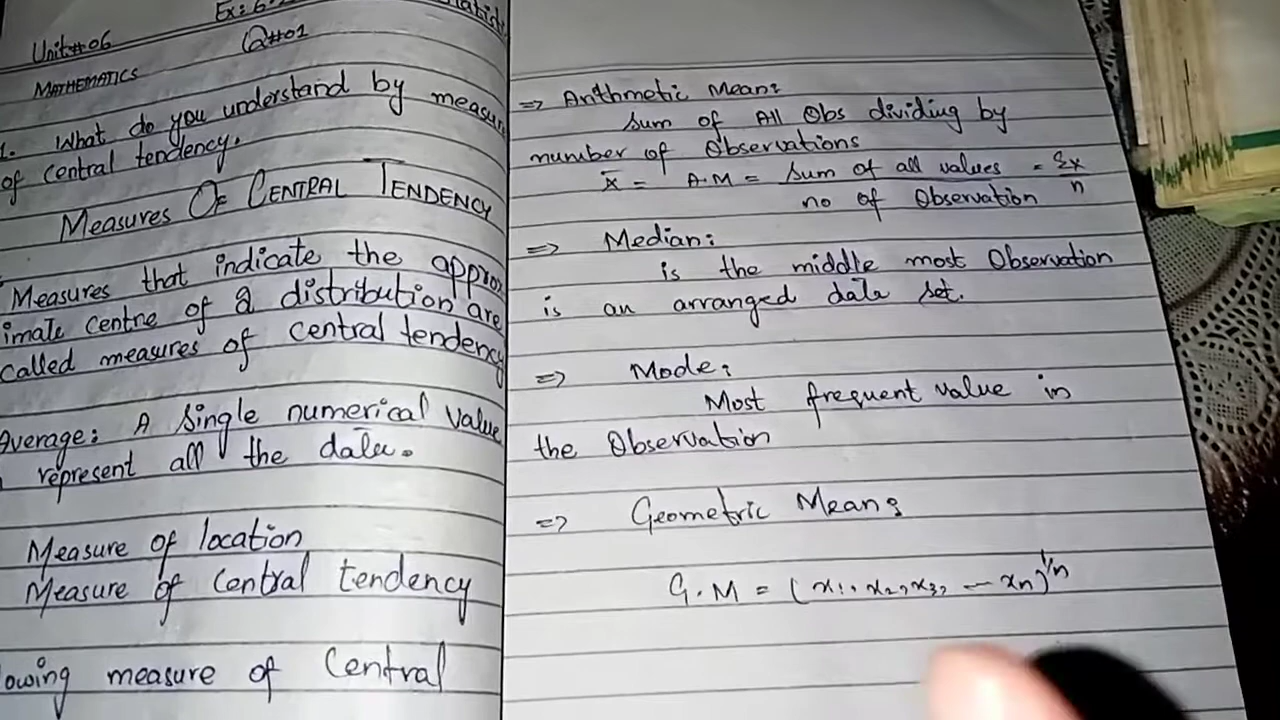 Ex: 6
Unit#06 Q#01
MATHEMATICS
1. What do you understand by measur
of central tendency.
MEASURES OF CENTRAL TENDENCY
Measures that indicate the approx
imate centre of a distribution are
called measures of central tendency
Average: A single numerical value
represent all the data.
Measure of location
Measure of Central tendency
owing measure of Central
=> Arithmetic Mean:
Sum of All Obs dividing by
number of Observations
x̄ = A.M = Sum of all values = Σx
no of Observation n
=> Median:
is the middle most Observation
is an arranged data set.
=> Mode:
Most frequent value in
the Observation
=> Geometric Mean:
G.M = (x1, x2, x3, — xn)^1/n